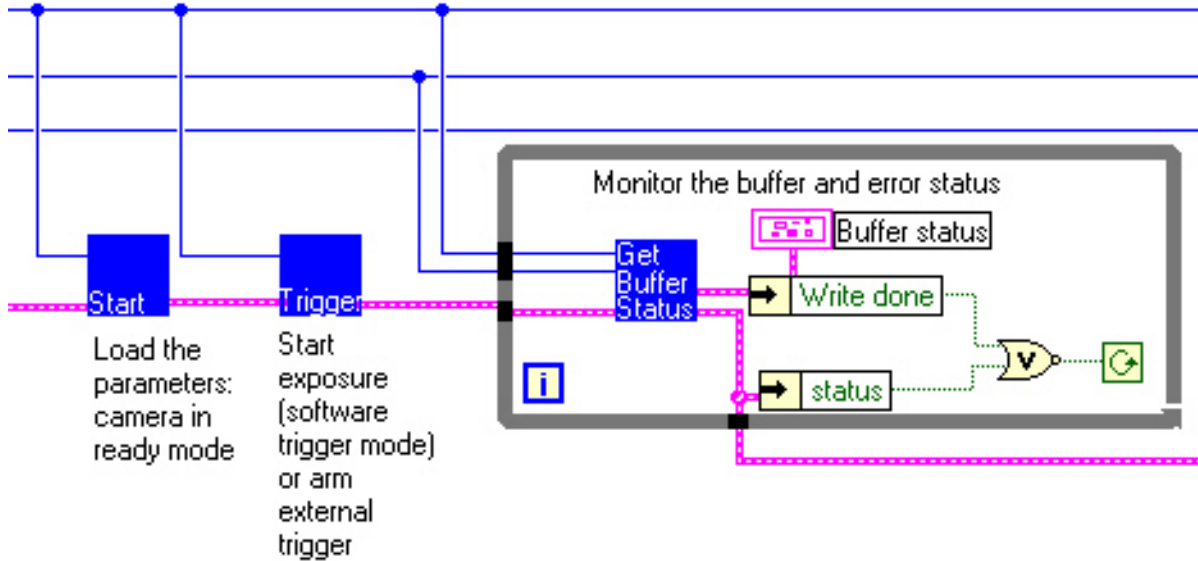 Monitor the buffer and error status
Buffer status
Get
Buffer
Status
Write done
Start
Trigger
Load the
parameters:
camera in
ready mode
Start
exposure
(software
trigger mode)
or arm
external
trigger
i
status
V